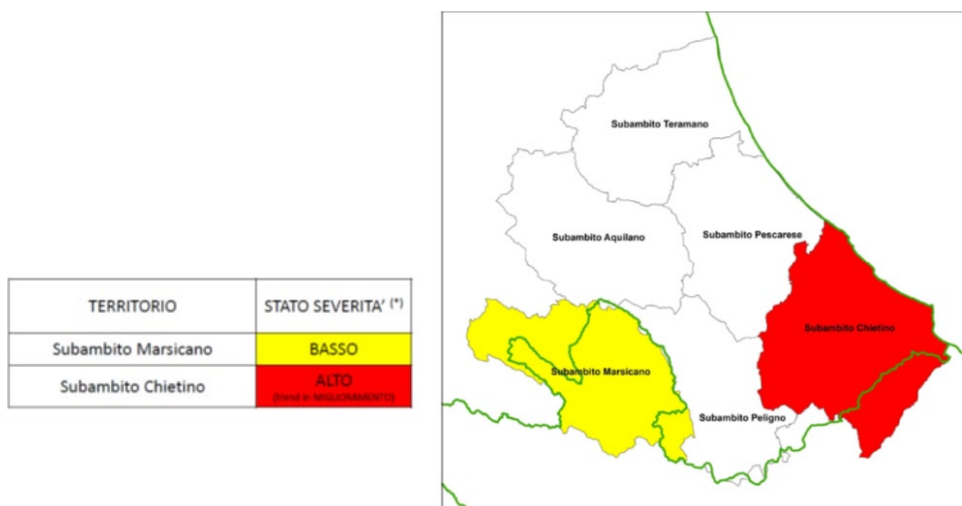 TERRITORIO STATO SEVERITA' (*)
Subambito Marsicano BASSO
Subambito Chietino ALTO
(trend in MIGLIORAMENTO)
Subambito Teramano
Subambito Aquilano
Subambito Pescarese
Subambito Chietino
Subambito Marsicano
Subambito Peligno